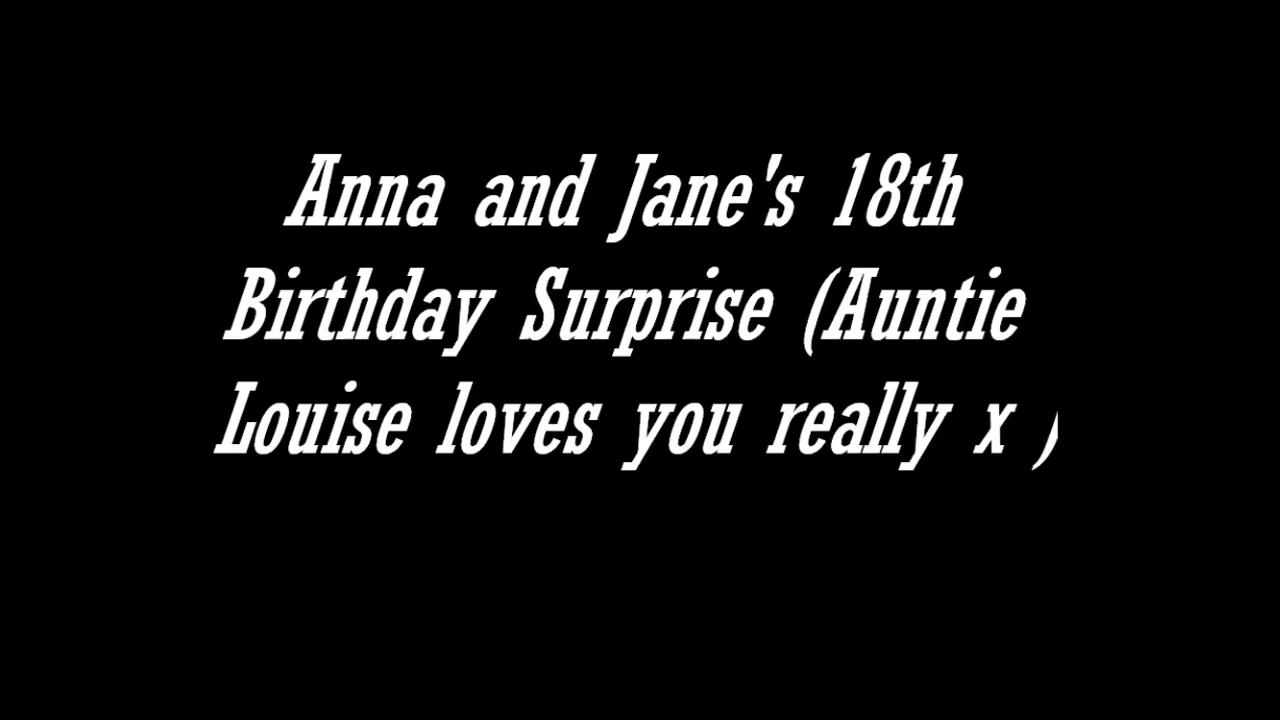 Anna and Jane's 18th
Birthday Surprise (Auntie
Louise loves you really x )